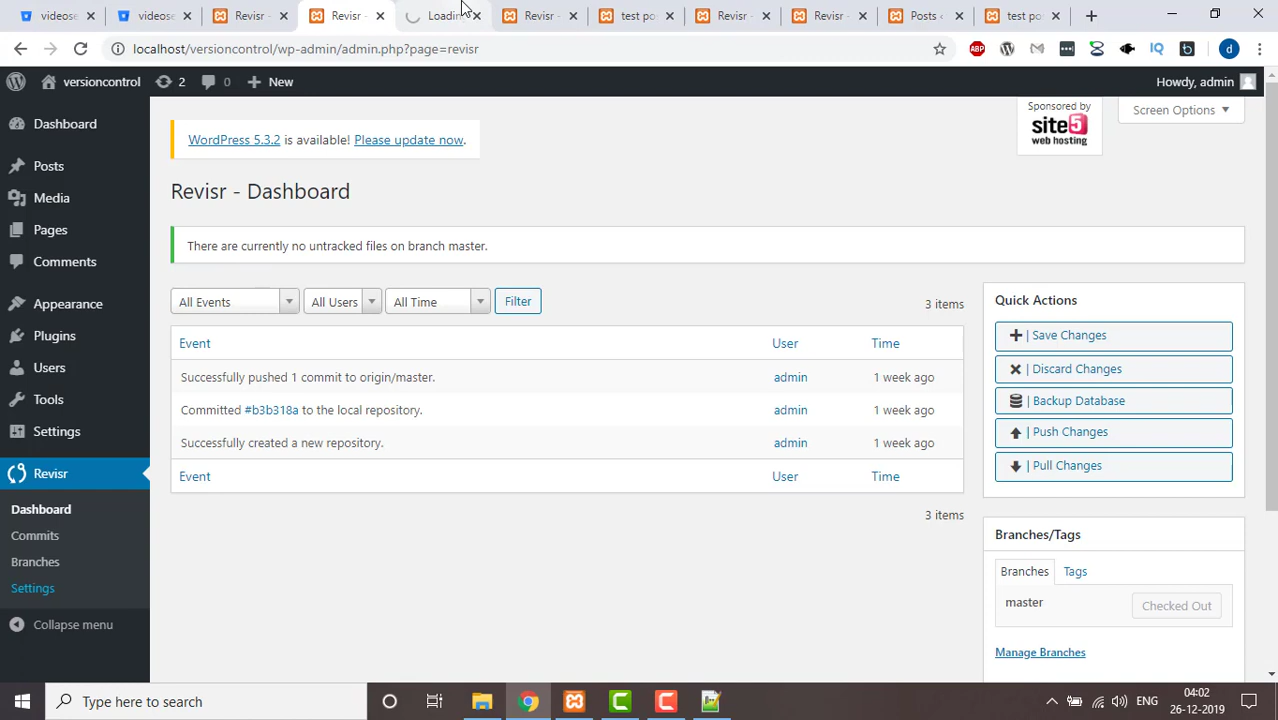 videose
videose
Revisr -
Revisr -
Loadin
Revisr -
test po
Revisr -
Revisr -
Posts
test po
localhost/versioncontrol/wp-admin/admin.php?page=revisr
ABP
IQ
d
versioncontrol
2
0
New
Howdy, admin
Dashboard
Posts
Media
Pages
Comments
Appearance
Plugins
Users
Tools
Settings
Revisr
Dashboard
Commits
Branches
Settings
Collapse menu
WordPress 5.3.2 is available! Please update now.
Sponsored by
site5
web hosting
Screen Options
Revisr - Dashboard
There are currently no untracked files on branch master.
All Events
All Users
All Time
Filter
3 items
Event User Time
Successfully pushed 1 commit to origin/master. admin 1 week ago
Committed #b3b318a to the local repository. admin 1 week ago
Successfully created a new repository. admin 1 week ago
Event User Time
3 items
Quick Actions
| Save Changes
| Discard Changes
| Backup Database
| Push Changes
| Pull Changes
Branches/Tags
Branches Tags
master Checked Out
Manage Branches
Type here to search
ENG
04:02
26-12-2019